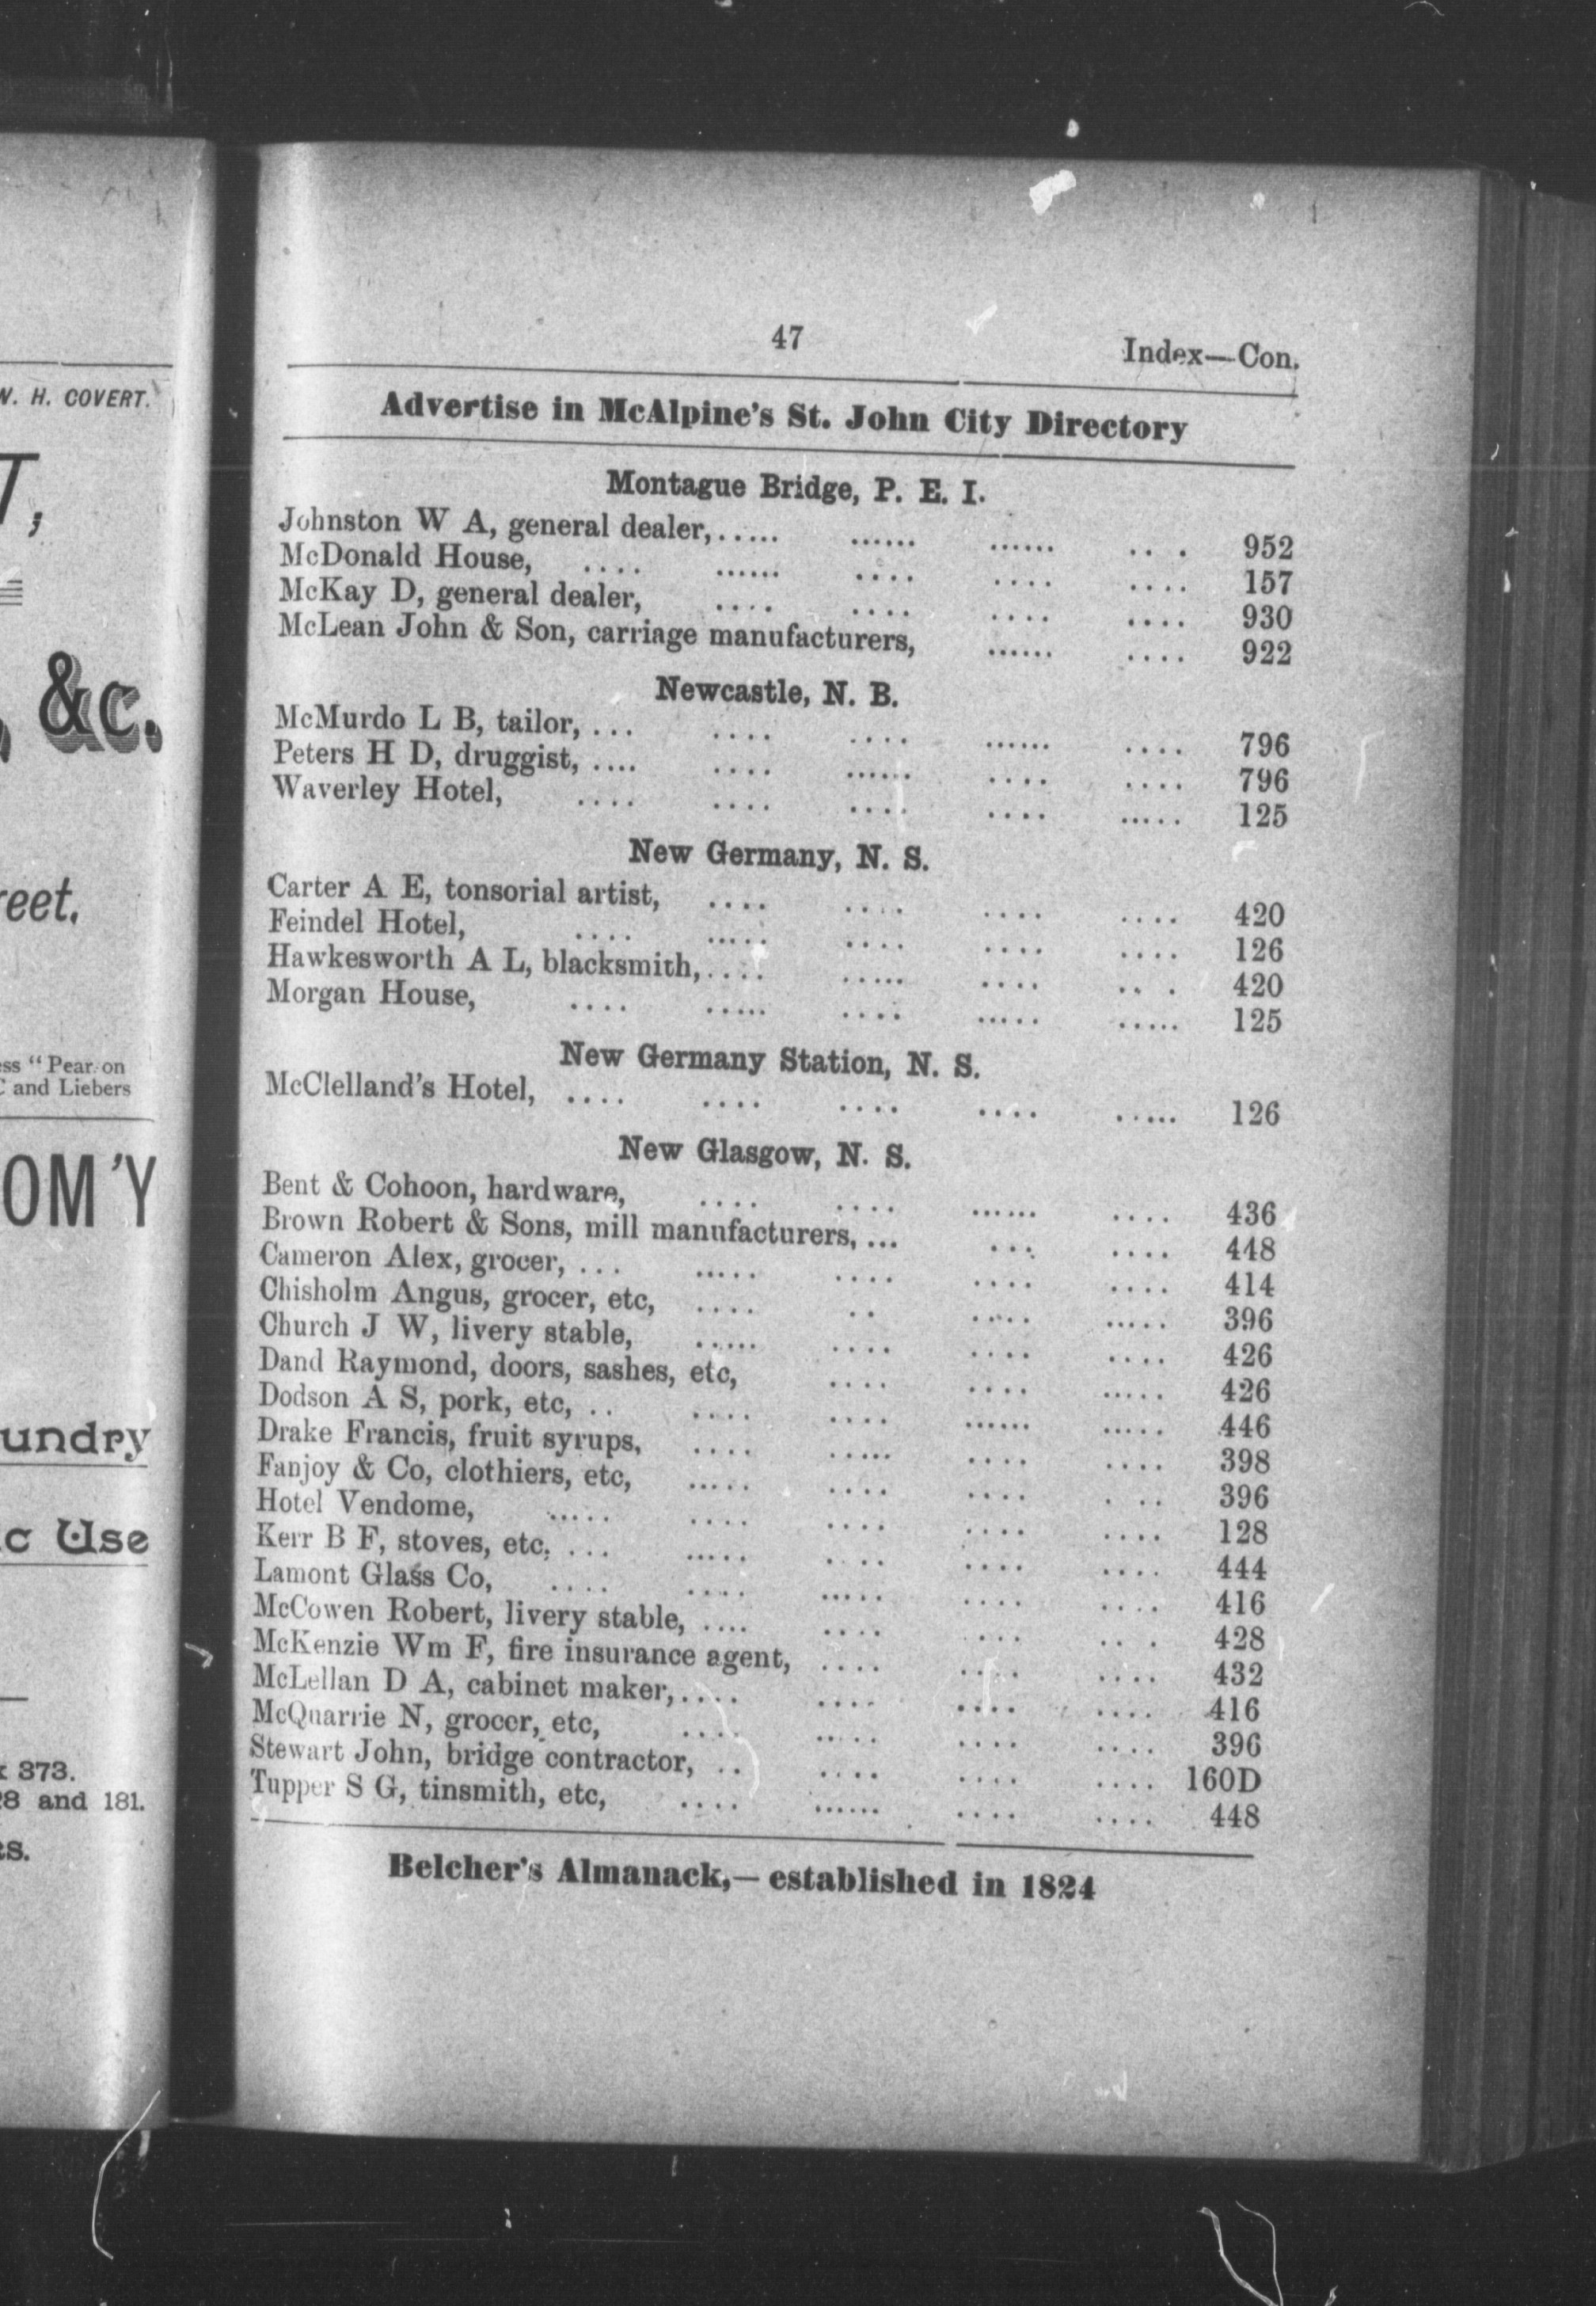 W. H. COVERT.
T,
&c.
reet.
ess "Pear on
C and Liebers
OM'Y
undry
c Use
x 373.
28 and 181.
RS.
47
Index—Con.
Advertise in McAlpine's St. John City Directory
Montague Bridge, P. E. I.
Johnston W A, general dealer,...... ...... ...... .. . 952
McDonald House, .... ...... .... .... .... 157
McKay D, general dealer, .... .... .... .... 930
McLean John & Son, carriage manufacturers, ...... .... 922
Newcastle, N. B.
McMurdo L B, tailor, ... .... .... ...... .... 796
Peters H D, druggist, .... .... ...... .... .... 796
Waverley Hotel, .... .... .... .... ..... 125
New Germany, N. S.
Carter A E, tonsorial artist, .... .... .... .... 420
Feindel Hotel, .... ..... .... .... .... 126
Hawkesworth A L, blacksmith,.... ..... .... .. . 420
Morgan House, .... ..... .... ..... ..... 125
New Germany Station, N. S.
McClelland's Hotel, .... .... .... .... ..... 126
New Glasgow, N. S.
Bent & Cohoon, hardware, .... .... ...... .... 436
Brown Robert & Sons, mill manufacturers, ... ... .... 448
Cameron Alex, grocer, ... ..... .... .... .... 414
Chisholm Angus, grocer, etc, .... .. .... ..... 396
Church J W, livery stable, ..... .... .... .... 426
Dand Raymond, doors, sashes, etc, .... .... ..... 426
Dodson A S, pork, etc, .. .... .... ...... ..... 446
Drake Francis, fruit syrups, .... ..... .... .... 398
Fanjoy & Co, clothiers, etc, ..... .... .... . .. 396
Hotel Vendome, ..... .... .... .... .... 128
Kerr B F, stoves, etc, ... ..... .... .... .... 444
Lamont Glass Co, .... .... ..... .... .... 416
McCowen Robert, livery stable, .... .... ... ... . 428
McKenzie Wm F, fire insurance agent, .... .... .... 432
McLellan D A, cabinet maker,.... .... .... .... 416
McQuarrie N, grocer, etc, .... ..... .... .... 396
Stewart John, bridge contractor, .. .... .... .... 160D
Tupper S G, tinsmith, etc, .... ...... .... .... 448
Belcher's Almanack,—established in 1824